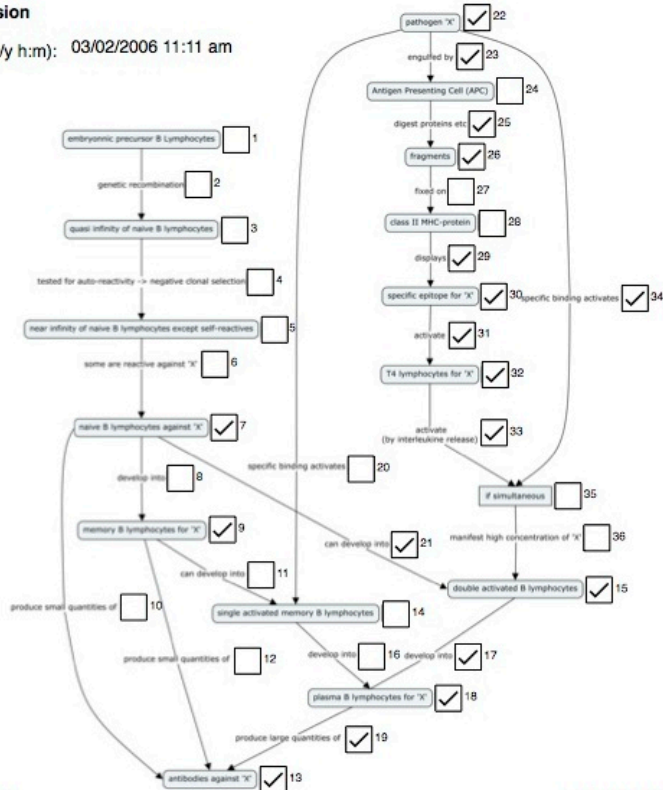 sion
/y h:m): 03/02/2006 11:11 am
pathogen 'X' 22
engulfed by 23
Antigen Presenting Cell (APC) 24
digest proteins etc 25
embryonnic precursor B Lymphocytes 1
fragments 26
genetic recombination 2
fixed on 27
quasi infinity of naive B lymphocytes 3
class II MHC-protein 28
displays 29
tested for auto-reactivity -> negative clonal selection 4
specific epitope for 'X' 30
specific binding activates 34
near infinity of naive B lymphocytes except self-reactives 5
activate 31
some are reactive against 'X' 6
T4 lymphocytes for 'X' 32
naive B lymphocytes against 'X' 7
activate
(by interleukine release) 33
specific binding activates 20
develop into 8
if simultaneous 35
memory B lymphocytes for 'X' 9
manifest high concentration of 'X' 36
can develop into 21
can develop into 11
double activated B lymphocytes 15
produce small quantities of 10
single activated memory B lymphocytes 14
produce small quantities of 12
develop into 16
develop into 17
plasma B lymphocytes for 'X' 18
produce large quantities of 19
antibodies against 'X' 13